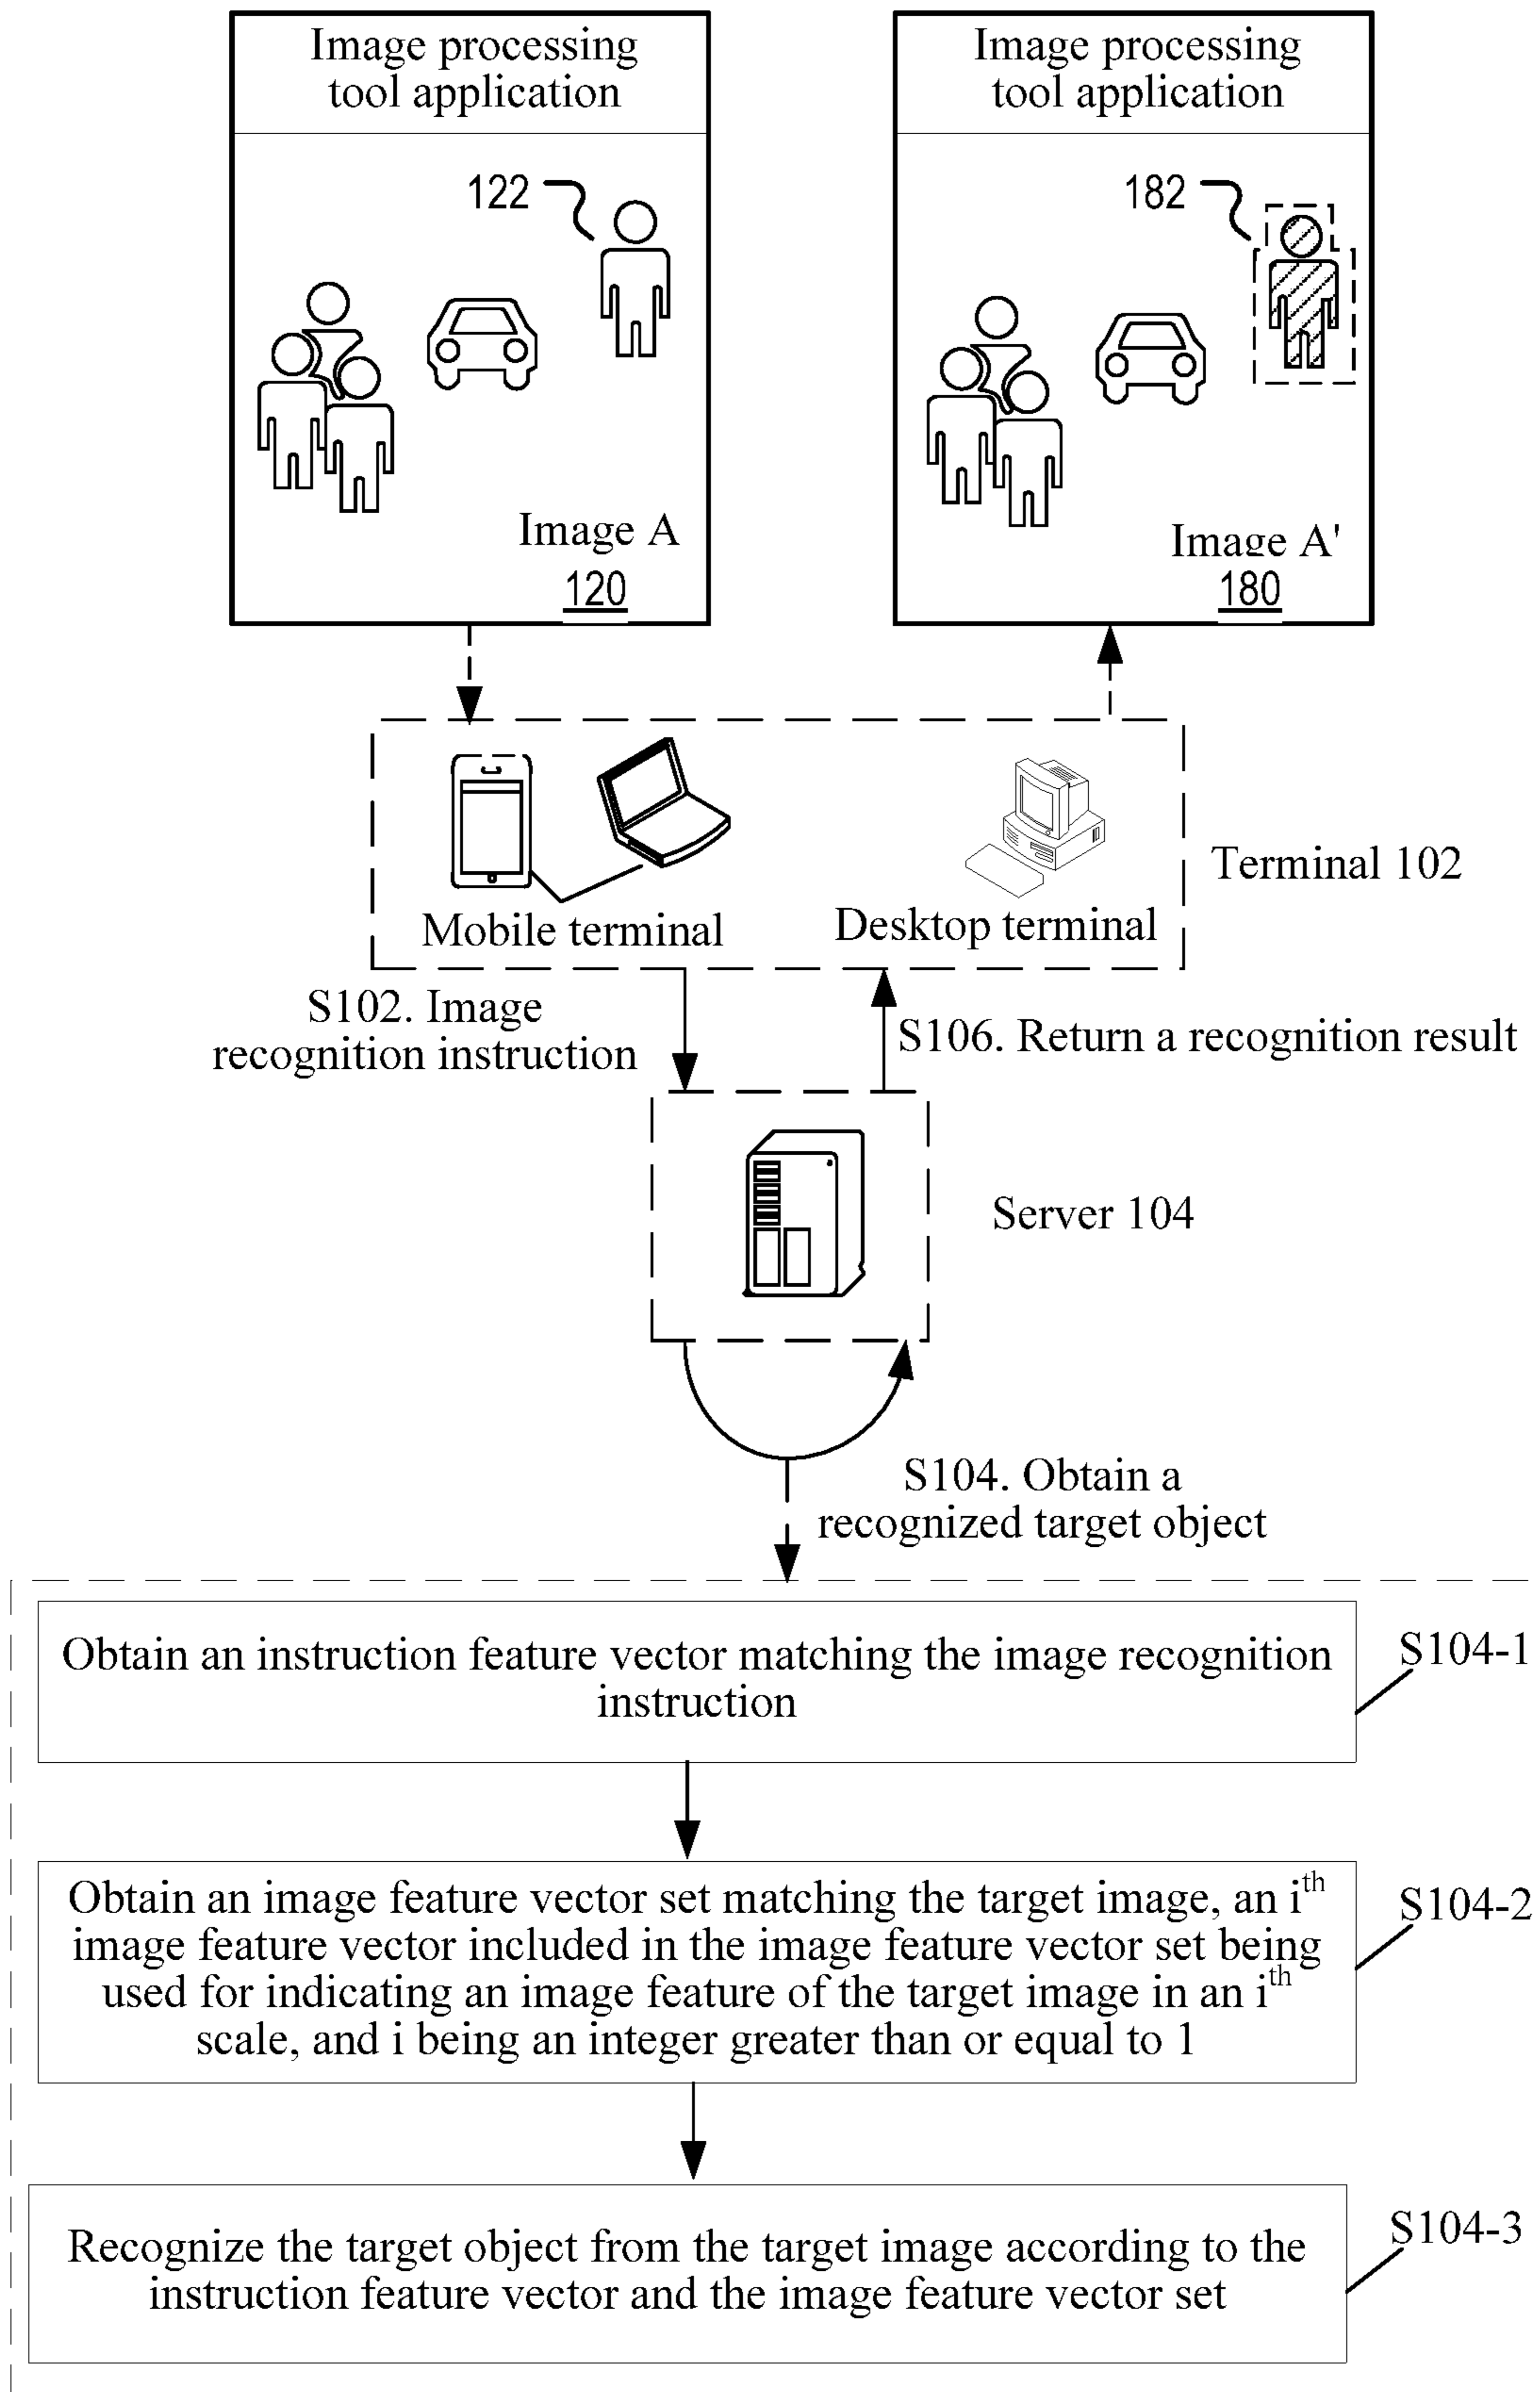 Image processing
tool application
122
Image A
120
Image processing
tool application
182
Image A'
180
Mobile terminal
Desktop terminal
Terminal 102
S102. Image
recognition instruction
S106. Return a recognition result
Server 104
S104. Obtain a
recognized target object
Obtain an instruction feature vector matching the image recognition
instruction
S104-1
Obtain an image feature vector set matching the target image, an i^th
image feature vector included in the image feature vector set being
used for indicating an image feature of the target image in an i^th
scale, and i being an integer greater than or equal to 1
S104-2
Recognize the target object from the target image according to the
instruction feature vector and the image feature vector set
S104-3